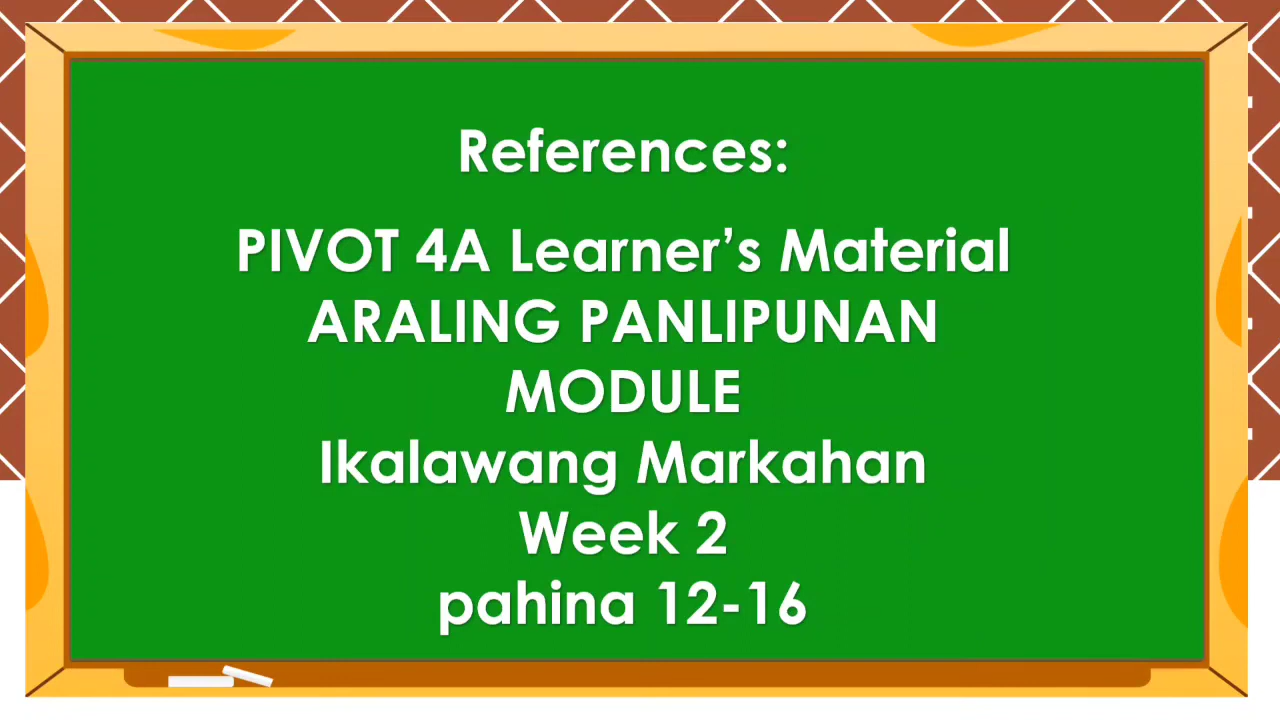 References:
PIVOT 4A Learner’s Material
ARALING PANLIPUNAN
MODULE
Ikalawang Markahan
Week 2
pahina 12-16